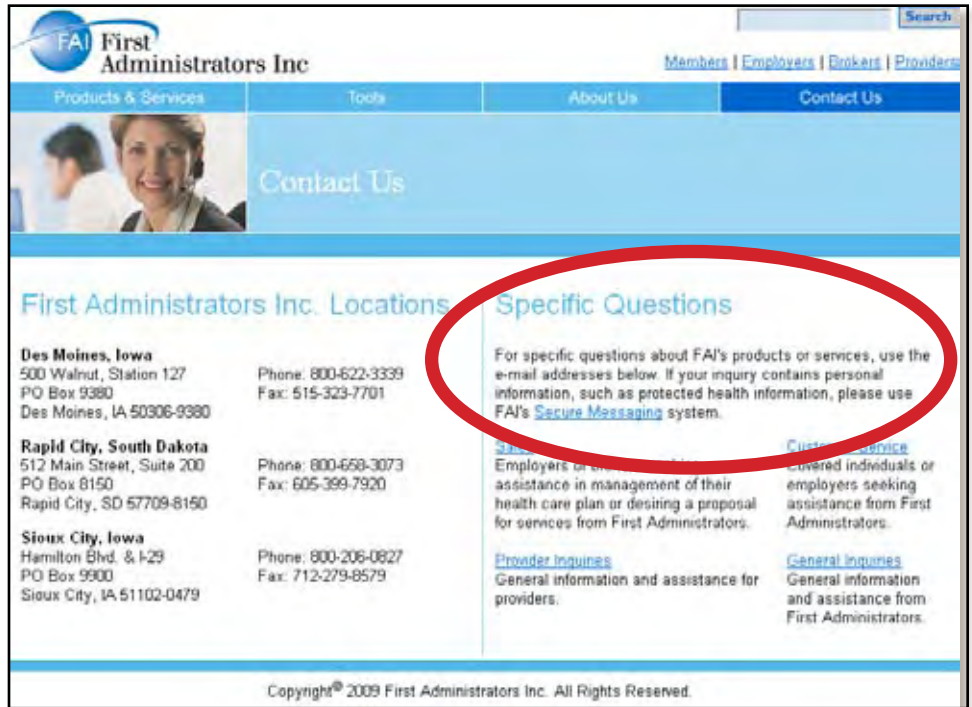 Search
FAI First
Administrators Inc
Members | Employers | Brokers | Providers
Products & Services
Tools
About Us
Contact Us
Contact Us
First Administrators Inc. Locations
Des Moines, Iowa
500 Walnut, Station 127
PO Box 9380
Des Moines, IA 50306-9380
Phone: 800-622-3339
Fax: 515-323-7701
Rapid City, South Dakota
512 Main Street, Suite 200
PO Box 8150
Rapid City, SD 57709-8150
Phone: 800-658-3073
Fax: 605-399-7920
Sioux City, Iowa
Hamilton Blvd. & I-29
PO Box 9900
Sioux City, IA 51102-0479
Phone: 800-206-0827
Fax: 712-279-8579
Specific Questions
For specific questions about FAI's products or services, use the
e-mail addresses below. If your inquiry contains personal
information, such as protected health information, please use
FAI's Secure Messaging system.
Sales
Employers or
assistance in management of their
health care plan or desiring a proposal
for services from First Administrators.
Customer Service
Covered individuals or
employers seeking
assistance from First
Administrators.
Provider Inquiries
General information and assistance for
providers.
General Inquiries
General information
and assistance from
First Administrators.
Copyright® 2009 First Administrators Inc. All Rights Reserved.